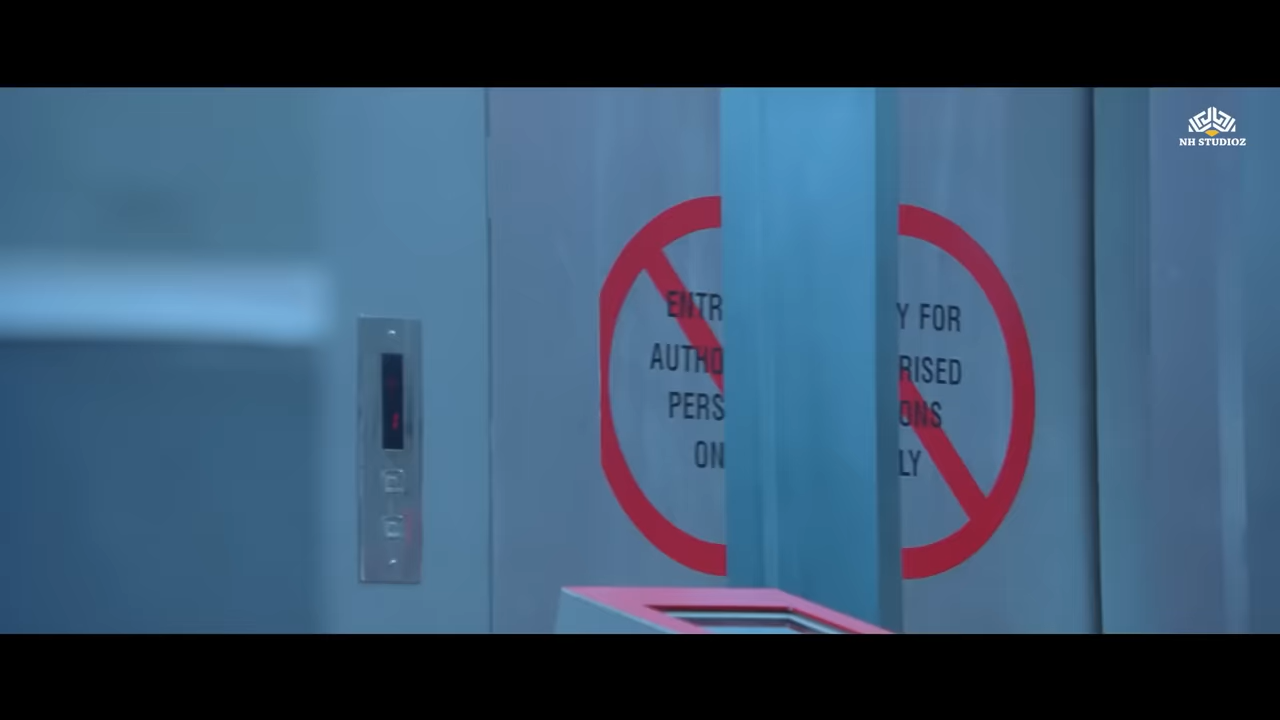 NH STUDIOZ
ENTR Y FOR
AUTHO RISED
PERS ONS
ON LY